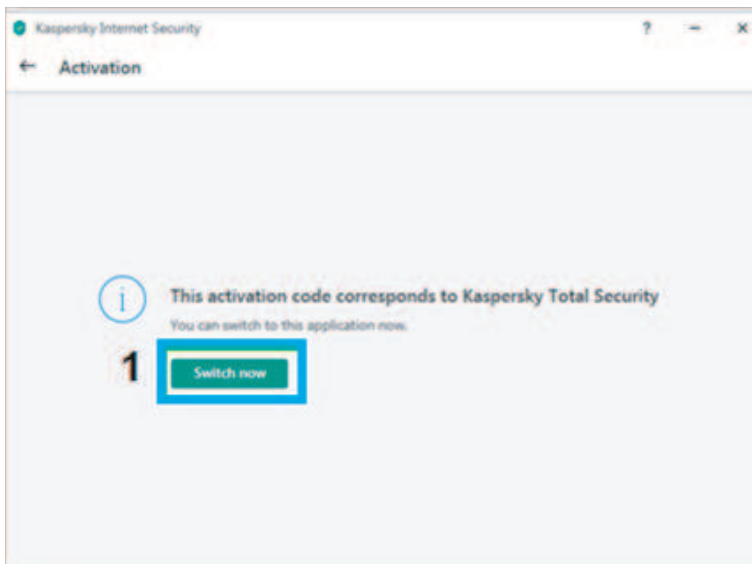 Kaspersky Internet Security ? — ×
← Activation
i This activation code corresponds to Kaspersky Total Security
You can switch to this application now.
1 Switch now